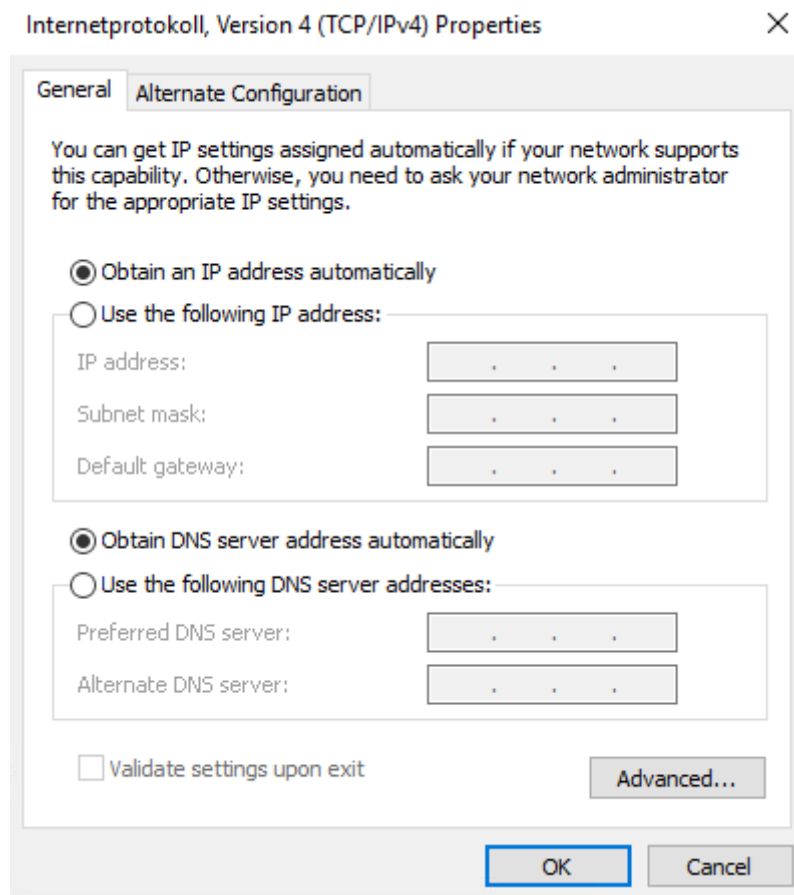 Internetprotokoll, Version 4 (TCP/IPv4) Properties
General
Alternate Configuration
You can get IP settings assigned automatically if your network supports
this capability. Otherwise, you need to ask your network administrator
for the appropriate IP settings.
Obtain an IP address automatically
Use the following IP address:
IP address:
Subnet mask:
Default gateway:
Obtain DNS server address automatically
Use the following DNS server addresses:
Preferred DNS server:
Alternate DNS server:
Validate settings upon exit
Advanced...
OK
Cancel